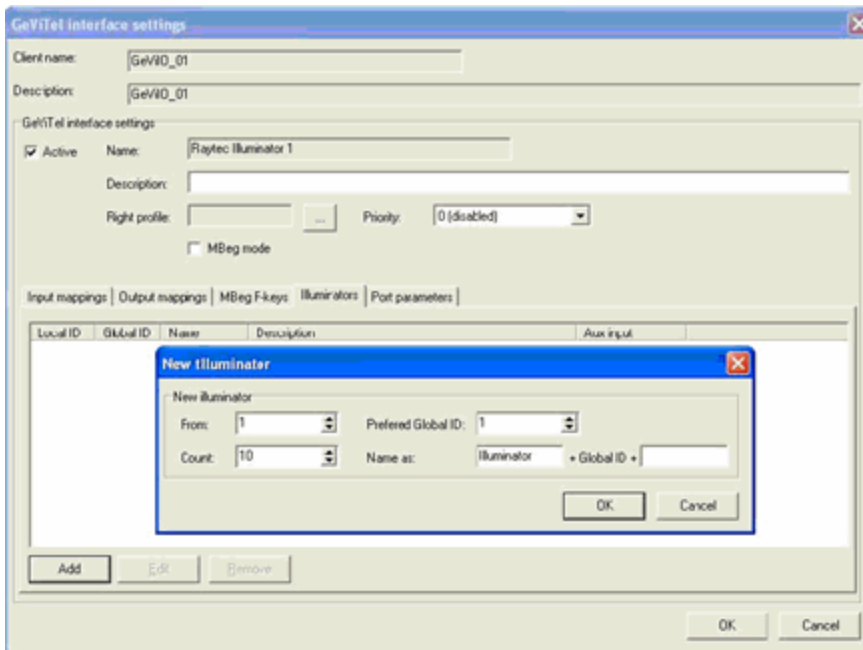 GeViTel interface settings
Client name: GeViIO_01
Description: GeViIO_01
GeViTel interface settings
Active Name: Raytec Illuminator 1
Description:
Right profile: ... Priority: 0 (disabled)
MBeg mode
Input mappings Output mappings MBeg F-keys Illuminators Port parameters
Local ID Global ID Name Description Aux input
New Illuminator
New illuminator
From: 1 Prefered Global ID: 1
Count: 10 Name as: Illuminator + Global ID +
OK Cancel
Add Edit Remove
OK Cancel